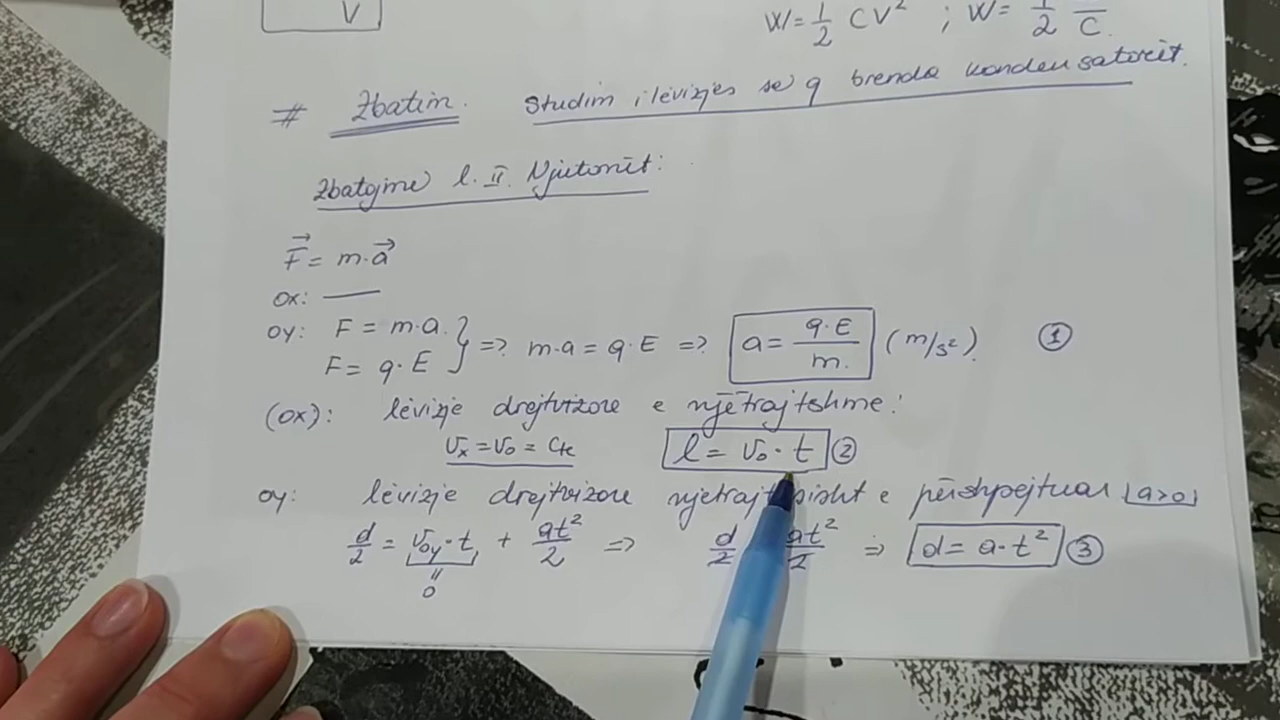 V
W = 1/2 CV² ; W = 1/2 /C
# Zbatim. Studim i lëvizjes së q brenda kondensatorit.
Zbatojmë l. II. Njutonit:
F⃗ = m·a⃗
ox: —
oy: F = m·a.
F = q·E } => m·a = q·E => a = q·E/m. (m/s²). ①
(ox): lëvizje drejtvizore e njëtrajtshme:
Vx = V₀ = cte l = V₀·t ②
oy: lëvizje drejtvizore e përshpejtuar |a>0|
d/2 = V₀y·t + at²/2 => d/2 at²/2 => d = a·t² ③
"
0